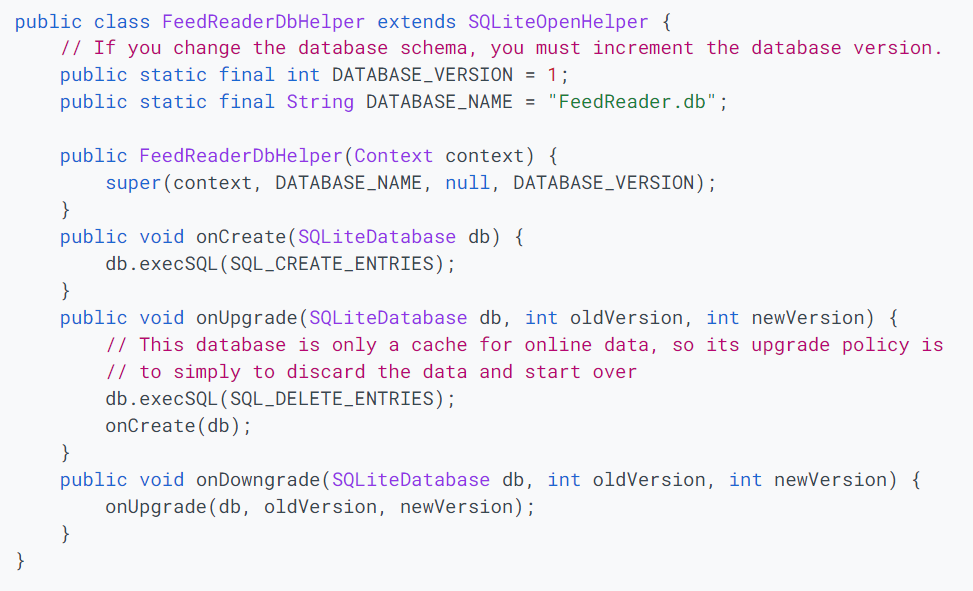 public class FeedReaderDbHelper extends SQLiteOpenHelper {
    // If you change the database schema, you must increment the database version.
    public static final int DATABASE_VERSION = 1;
    public static final String DATABASE_NAME = "FeedReader.db";

    public FeedReaderDbHelper(Context context) {
        super(context, DATABASE_NAME, null, DATABASE_VERSION);
    }
    public void onCreate(SQLiteDatabase db) {
        db.execSQL(SQL_CREATE_ENTRIES);
    }
    public void onUpgrade(SQLiteDatabase db, int oldVersion, int newVersion) {
        // This database is only a cache for online data, so its upgrade policy is
        // to simply to discard the data and start over
        db.execSQL(SQL_DELETE_ENTRIES);
        onCreate(db);
    }
    public void onDowngrade(SQLiteDatabase db, int oldVersion, int newVersion) {
        onUpgrade(db, oldVersion, newVersion);
    }
}